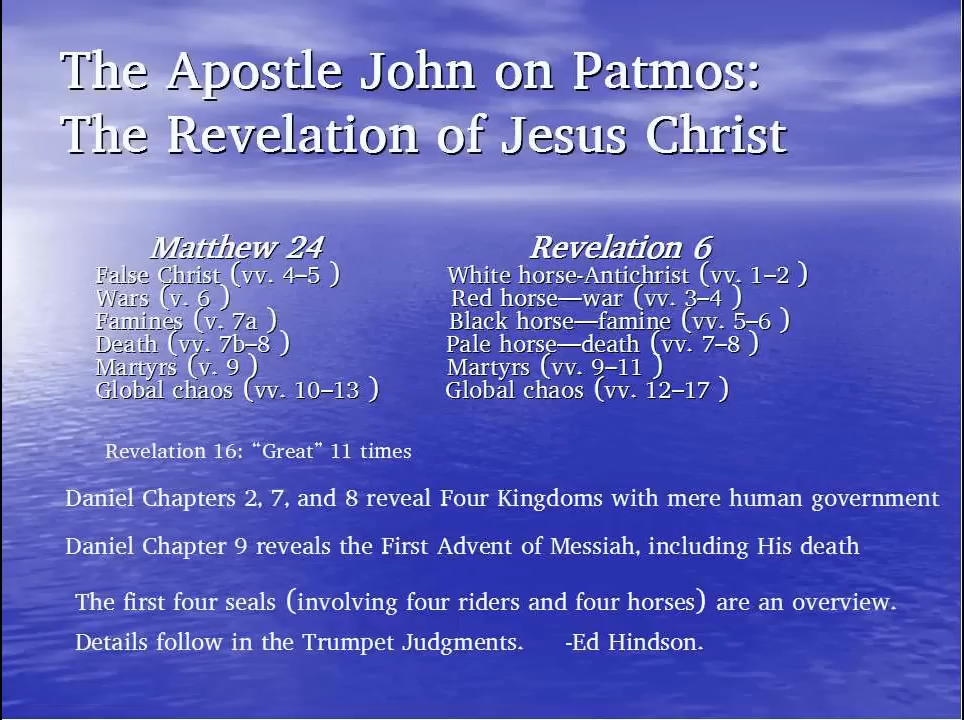 The Apostle John on Patmos:
The Revelation of Jesus Christ
Matthew 24
False Christ (vv. 4–5 )
Wars (v. 6 )
Famines (v. 7a )
Death (vv. 7b–8 )
Martyrs (v. 9 )
Global chaos (vv. 10–13 )
Revelation 6
White horse-Antichrist (vv. 1–2 )
Red horse—war (vv. 3–4 )
Black horse—famine (vv. 5–6 )
Pale horse—death (vv. 7–8 )
Martyrs (vv. 9–11 )
Global chaos (vv. 12–17 )
Revelation 16: “Great” 11 times
Daniel Chapters 2, 7, and 8 reveal Four Kingdoms with mere human government
Daniel Chapter 9 reveals the First Advent of Messiah, including His death
The first four seals (involving four riders and four horses) are an overview.
Details follow in the Trumpet Judgments. -Ed Hindson.